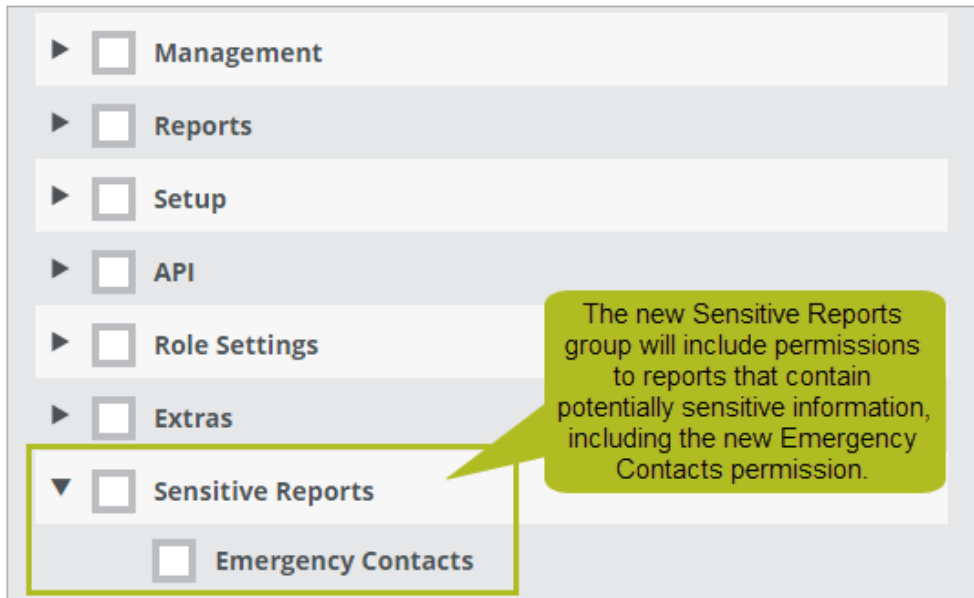 Management
Reports
Setup
API
Role Settings
Extras
The new Sensitive Reports
group will include permissions
to reports that contain
potentially sensitive information,
including the new Emergency
Contacts permission.
Sensitive Reports
Emergency Contacts